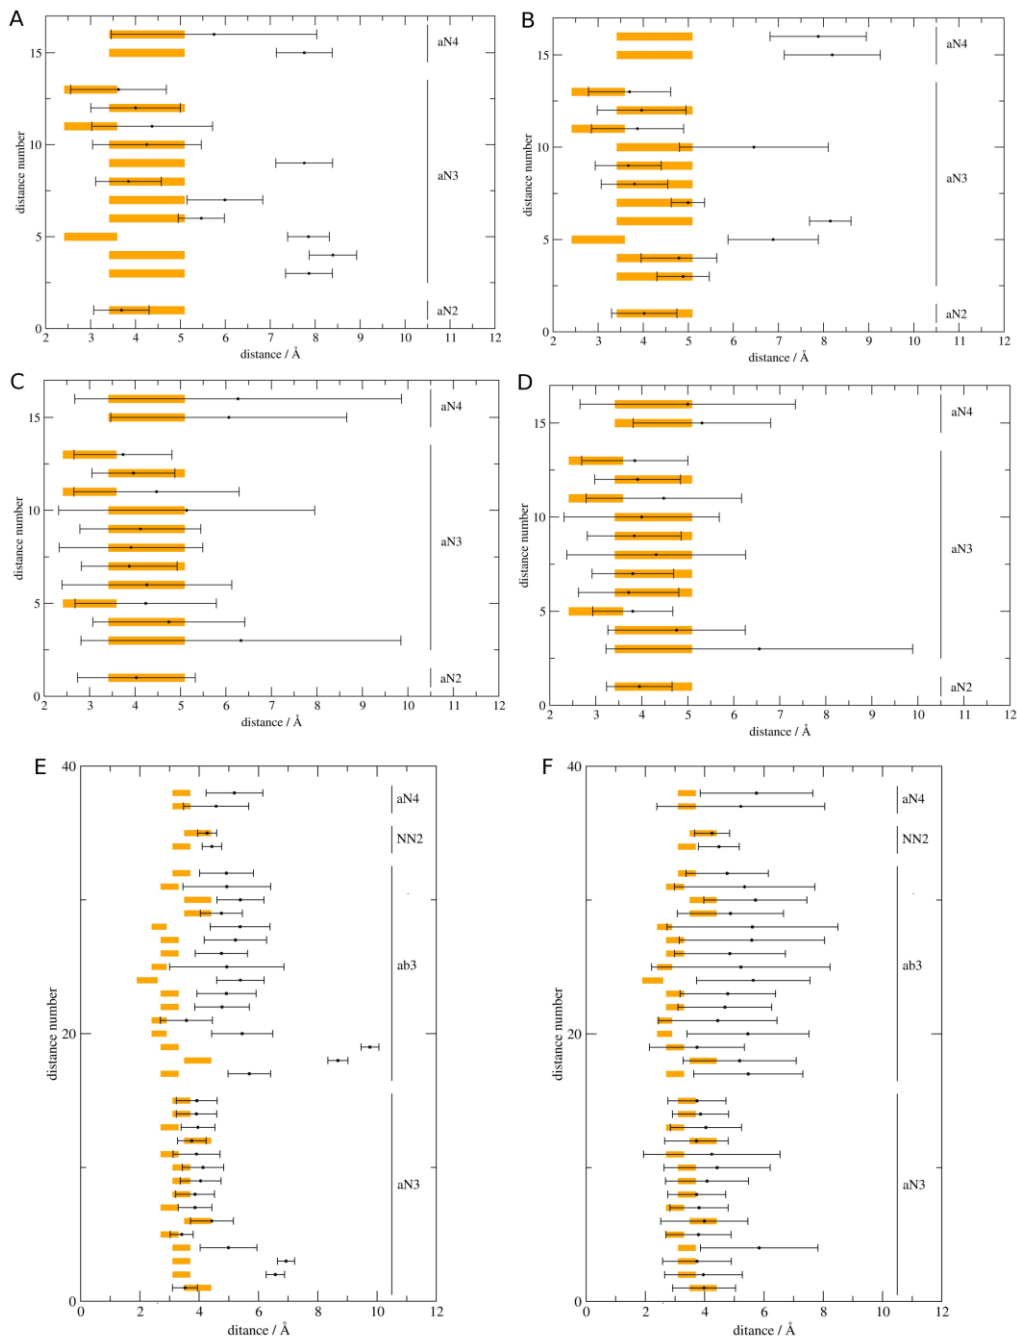 A
B
aN4
aN3
aN2
distance number
0
5
10
15
2 3 4 5 6 7 8 9 10 11 12
distance / Å
aN4
aN3
aN2
distance number
0
5
10
15
2 3 4 5 6 7 8 9 10 11 12
distance / Å
C
D
aN4
aN3
aN2
distance number
0
5
10
15
2 3 4 5 6 7 8 9 10 11 12
distance / Å
aN4
aN3
aN2
distance number
0
5
10
15
2 3 4 5 6 7 8 9 10 11 12
distance / Å
E
F
40
aN4
NN2
ab3
20
distance number
aN3
0
0 2 4 6 8 10 12
ditance / Å
40
aN4
NN2
ab3
20
distance number
aN3
0
0 2 4 6 8 10 12
distance / Å